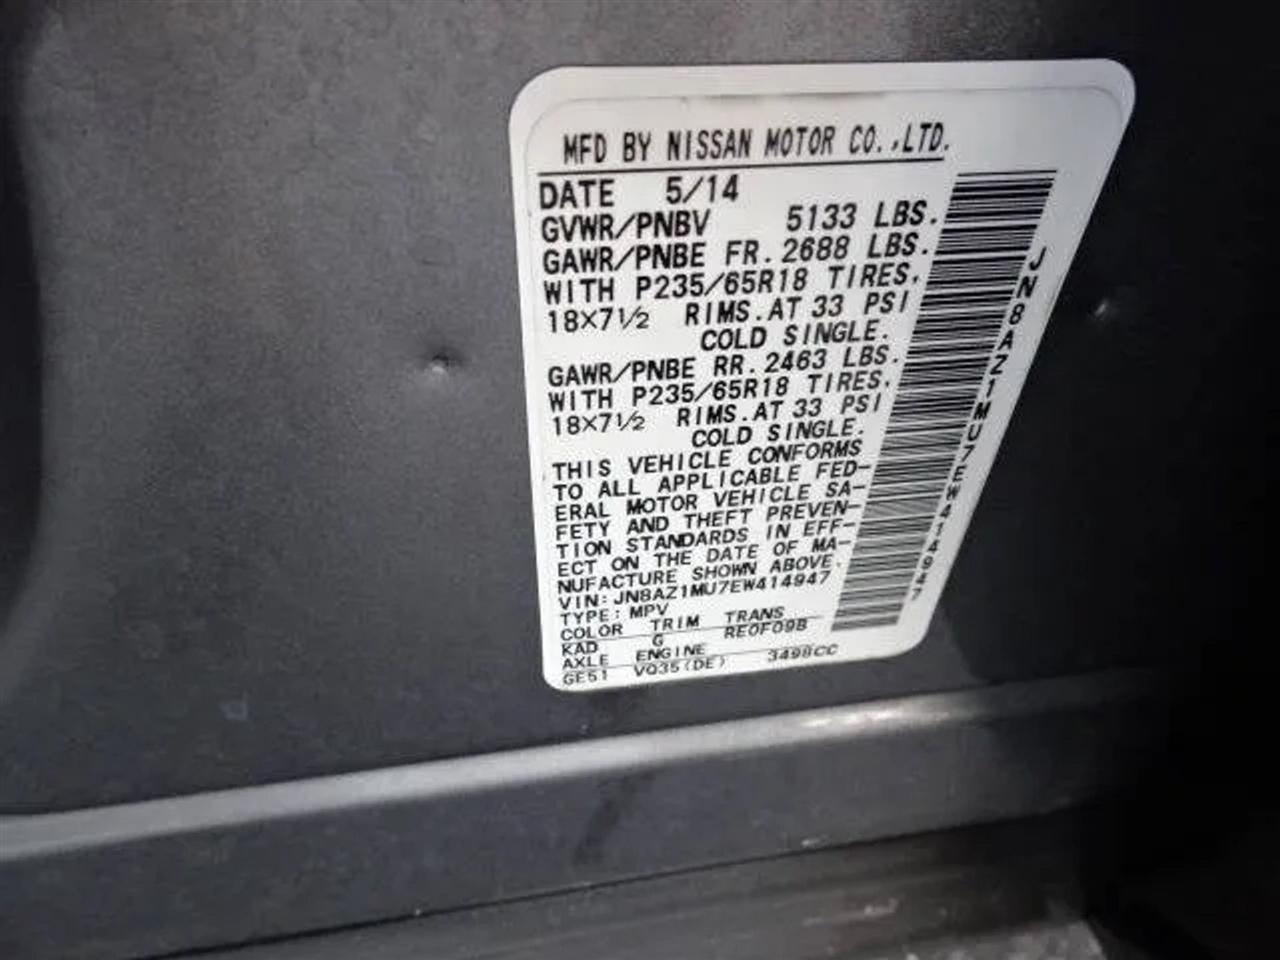 MFD BY NISSAN MOTOR CO.,LTD.
DATE 5/14
GVWR/PNBV 5133 LBS.
GAWR/PNBE FR. 2688 LBS.
WITH P235/65R18 TIRES,
18×7 1/2 RIMS. AT 33 PSI
COLD SINGLE.
GAWR/PNBE RR. 2463 LBS.
WITH P235/65R18 TIRES,
18×7 1/2 RIMS. AT 33 PSI
COLD SINGLE.
THIS VEHICLE CONFORMS
TO ALL APPLICABLE FED-
ERAL MOTOR VEHICLE SA-
FETY AND THEFT PREVEN-
TION STANDARDS IN EFF-
ECT ON THE DATE OF MA-
NUFACTURE SHOWN ABOVE.
VIN: JN8AZ1MU7EW414947
TYPE: MPV
COLOR TRIM TRANS
KAD G RE0F09B
AXLE ENGINE
GE51 VQ35(DE) 3498CC
JN8AZ1MU7EW414947